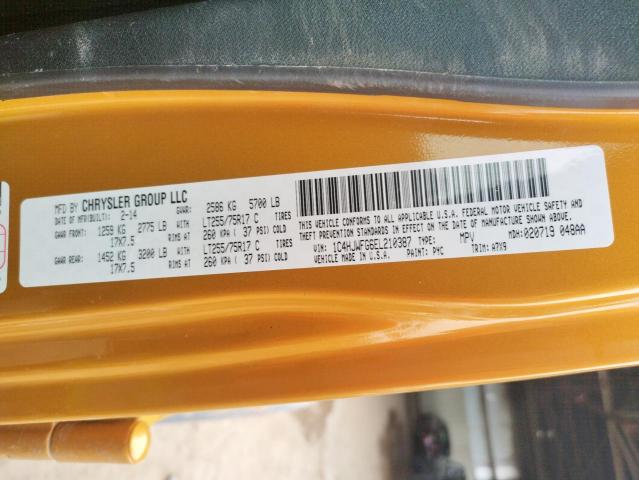 MFD BY CHRYSLER GROUP LLC
DATE OF MFR(BUILT): 2-14 GVWR: 2586 KG 5700 LB
GAWR FRONT: 1259 KG 2775 LB WITH LT255/75R17 C TIRES
17X7.5 RIMS AT 260 KPA ( 37 PSI) COLD
GAWR REAR: 1452 KG 3200 LB WITH LT255/75R17 C TIRES
17X7.5 RIMS AT 260 KPA ( 37 PSI) COLD
THIS VEHICLE CONFORMS TO ALL APPLICABLE U.S.A. FEDERAL MOTOR VEHICLE SAFETY AND
THEFT PREVENTION STANDARDS IN EFFECT ON THE DATE OF MANUFACTURE SHOWN ABOVE.
VIN: 1C4HJWFG6EL210387 TYPE: MPV MDH: 020719 048AA
VEHICLE MADE IN U.S.A. PAINT: PYC TRIM: A7X9